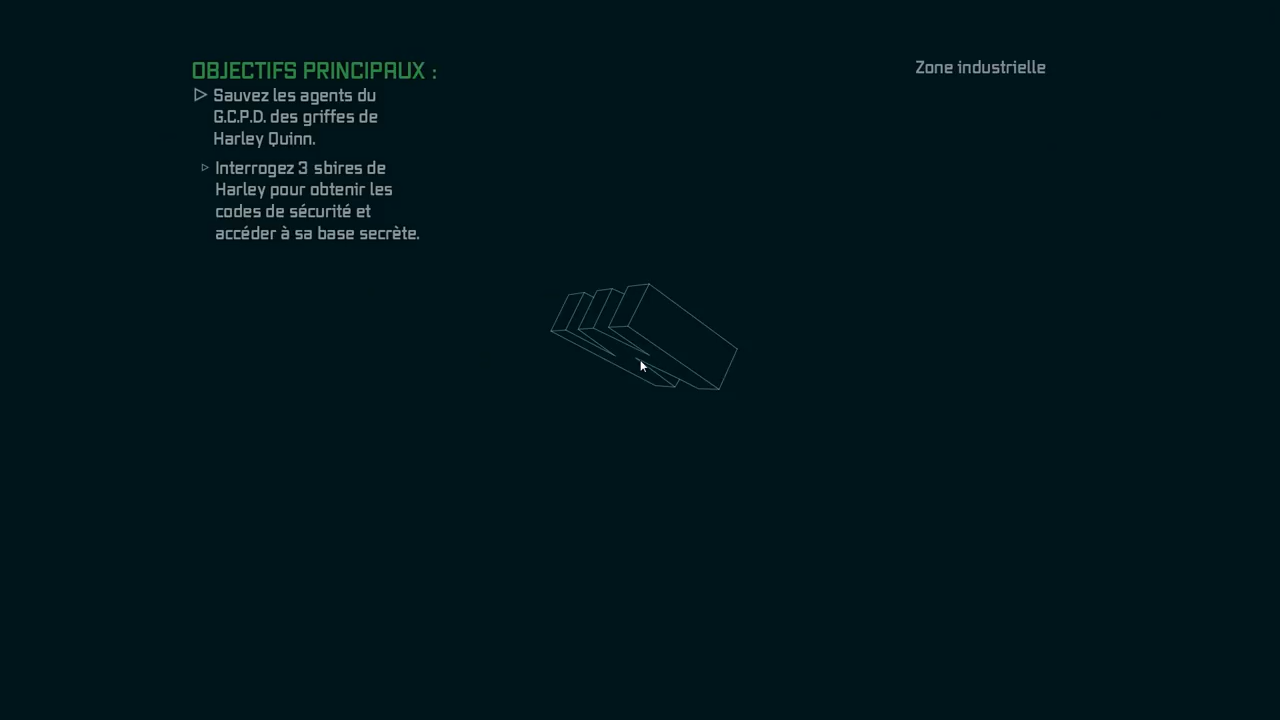 OBJECTIFS PRINCIPAUX :
Sauvez les agents du
G.C.P.D. des griffes de
Harley Quinn.
Interrogez 3 sbires de
Harley pour obtenir les
codes de sécurité et
accéder à sa base secrète.
Zone industrielle